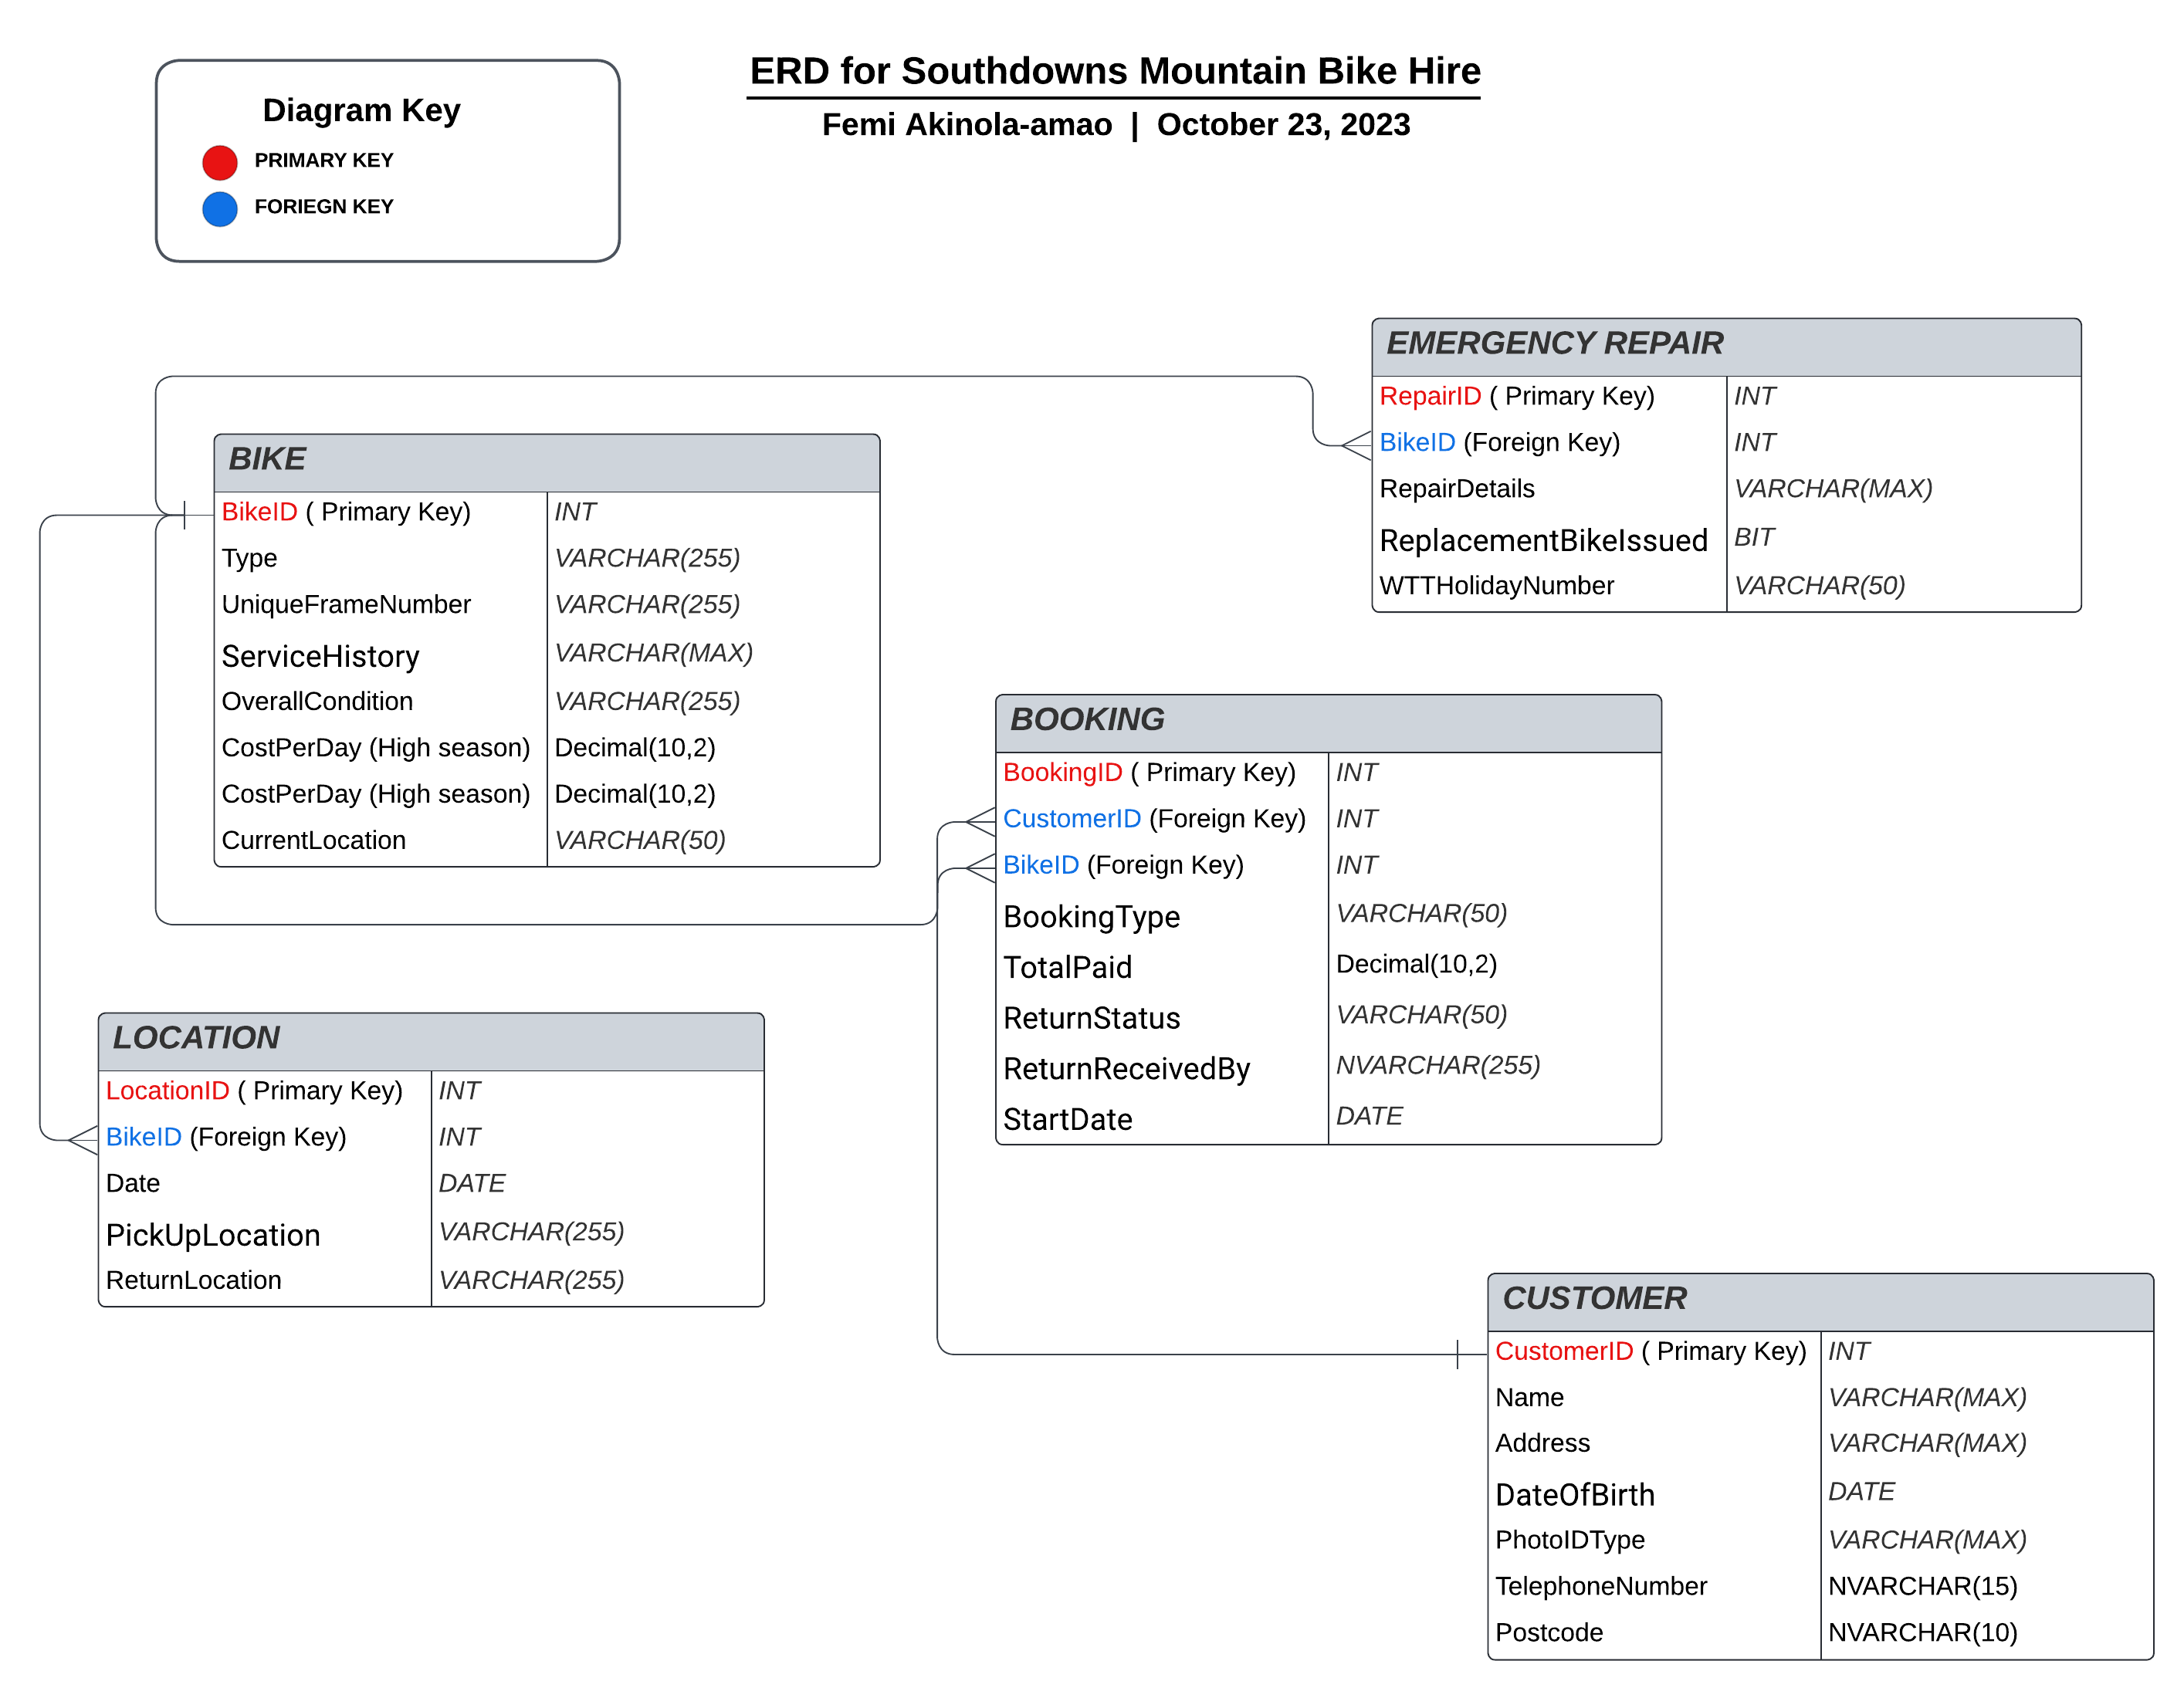 ERD for Southdowns Mountain Bike Hire
Femi Akinola-amao | October 23, 2023
Diagram Key
PRIMARY KEY
FORIEGN KEY
EMERGENCY REPAIR
RepairID ( Primary Key) INT
BikeID (Foreign Key) INT
RepairDetails VARCHAR(MAX)
ReplacementBikeIssued BIT
WTTHolidayNumber VARCHAR(50)
BIKE
BikeID ( Primary Key) INT
Type VARCHAR(255)
UniqueFrameNumber VARCHAR(255)
ServiceHistory VARCHAR(MAX)
OverallCondition VARCHAR(255)
CostPerDay (High season) Decimal(10,2)
CostPerDay (High season) Decimal(10,2)
CurrentLocation VARCHAR(50)
BOOKING
BookingID ( Primary Key) INT
CustomerID (Foreign Key) INT
BikeID (Foreign Key) INT
BookingType VARCHAR(50)
TotalPaid Decimal(10,2)
ReturnStatus VARCHAR(50)
ReturnReceivedBy NVARCHAR(255)
StartDate DATE
LOCATION
LocationID ( Primary Key) INT
BikeID (Foreign Key) INT
Date DATE
PickUpLocation VARCHAR(255)
ReturnLocation VARCHAR(255)
CUSTOMER
CustomerID ( Primary Key) INT
Name VARCHAR(MAX)
Address VARCHAR(MAX)
DateOfBirth DATE
PhotoIDType VARCHAR(MAX)
TelephoneNumber NVARCHAR(15)
Postcode NVARCHAR(10)